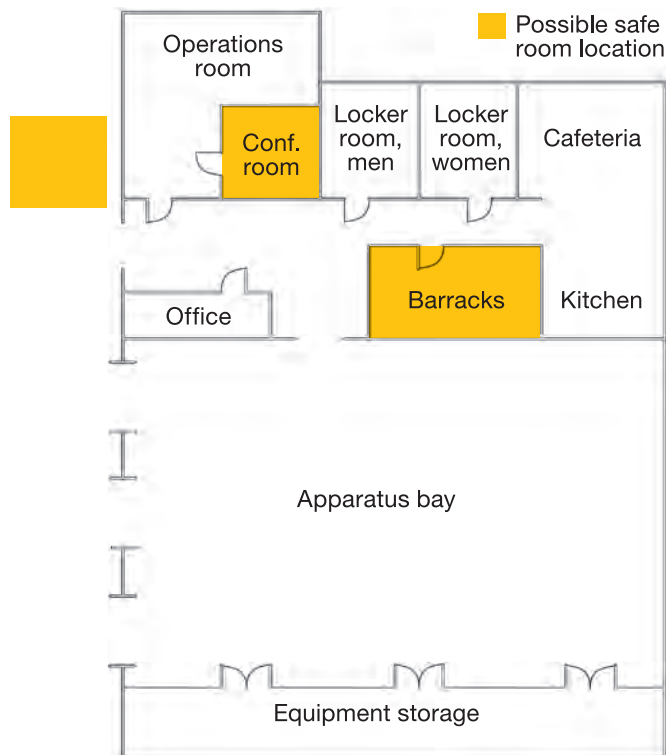 Possible safe
room location
Operations
room
Conf.
room
Locker
room,
men
Locker
room,
women
Cafeteria
Office
Barracks
Kitchen
Apparatus bay
Equipment storage